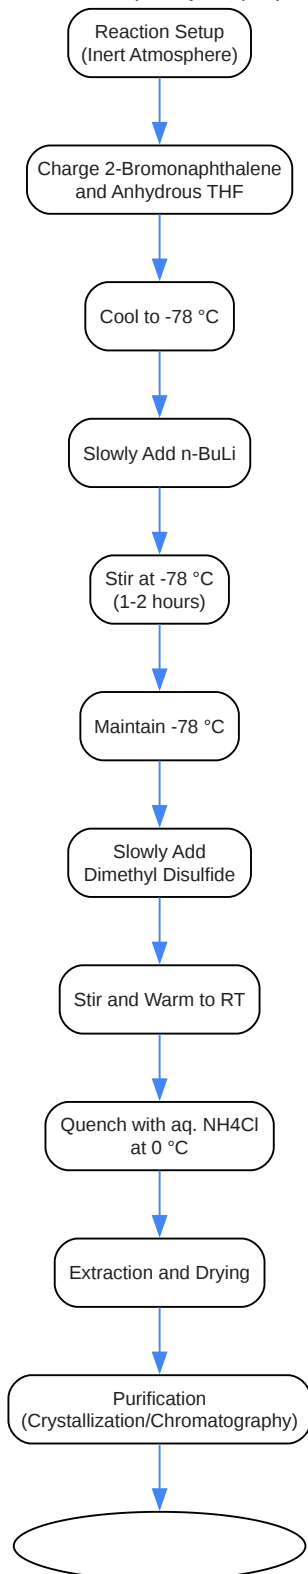 Reaction Setup
(Inert Atmosphere)
Charge 2-Bromonaphthalene
and Anhydrous THF
Cool to -78 °C
Slowly Add n-BuLi
Stir at -78 °C
(1-2 hours)
Maintain -78 °C
Slowly Add
Dimethyl Disulfide
Stir and Warm to RT
Quench with aq. NH4Cl
at 0 °C
Extraction and Drying
Purification
(Crystallization/Chromatography)